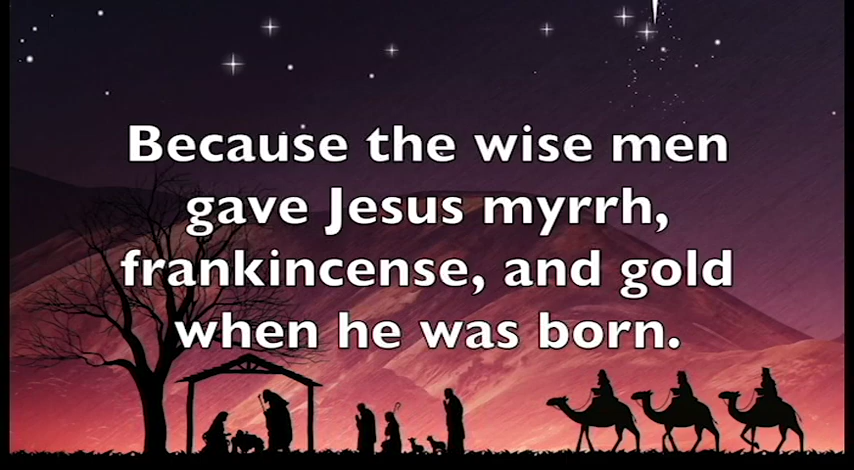 Because the wise men
gave Jesus myrrh,
frankincense, and gold
when he was born.